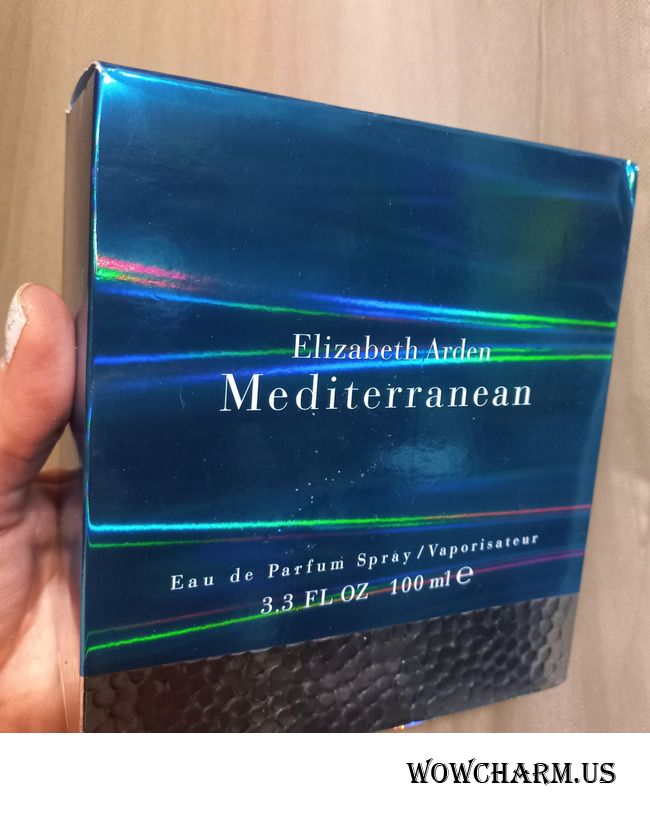 Elizabeth Arden
Mediterranean
Eau de Parfum Spray/Vaporisateur
3.3 FL OZ 100 ml ℮
WOWCHARM.US